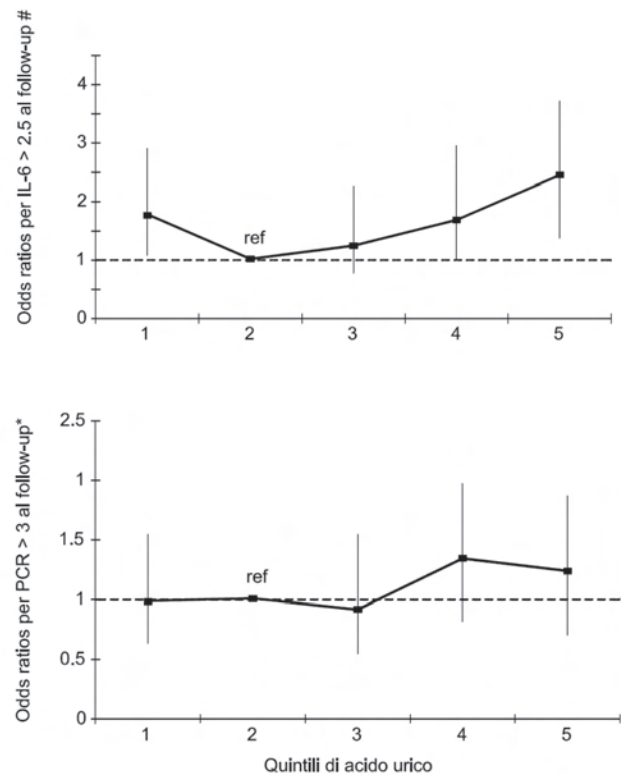 Odds ratios per IL-6 > 2.5 al follow-up #
4
3
2
1
0
ref
1 2 3 4 5
Odds ratios per PCR > 3 al follow-up*
2.5
1
1.5
1
0.5
0
ref
1 2 3 4 5
Quintili di acido urico